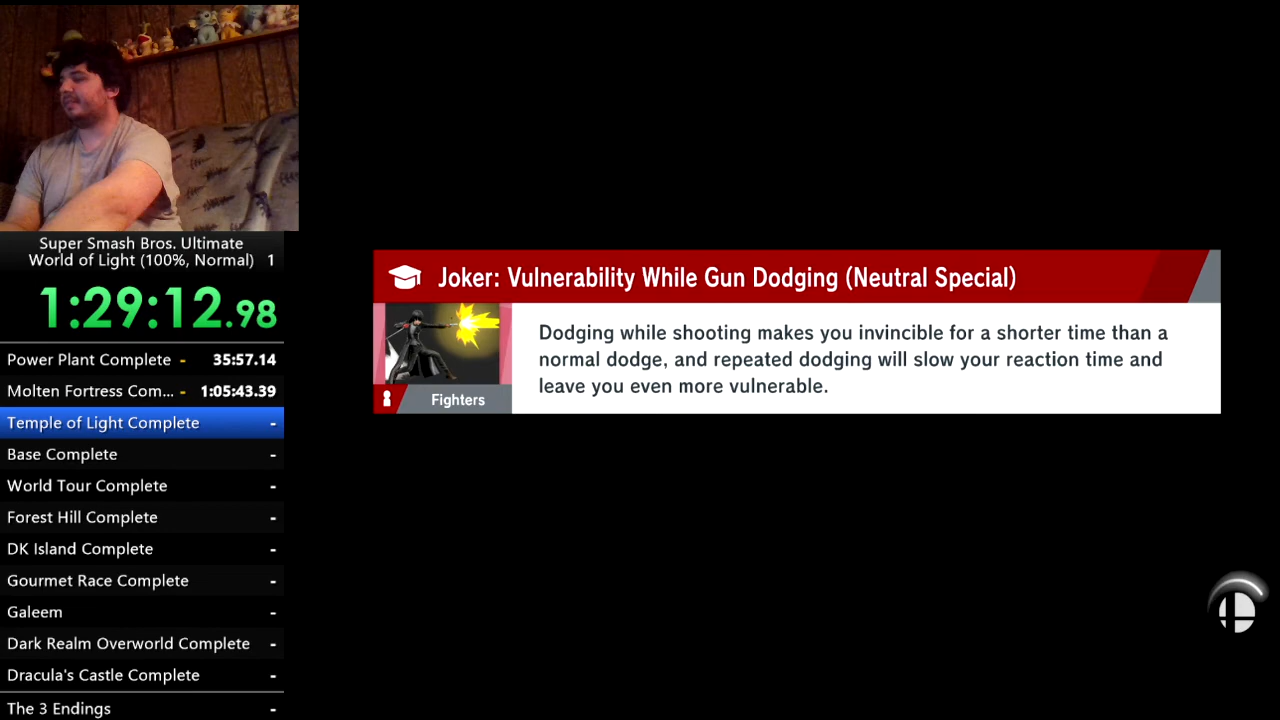 Super Smash Bros. Ultimate
World of Light (100%, Normal) 1
1:29:12.98
Power Plant Complete - 35:57.14
Molten Fortress Com... - 1:05:43.39
Temple of Light Complete -
Base Complete -
World Tour Complete -
Forest Hill Complete -
DK Island Complete -
Gourmet Race Complete -
Galeem -
Dark Realm Overworld Complete -
Dracula's Castle Complete -
The 3 Endings -
Joker: Vulnerability While Gun Dodging (Neutral Special)
Dodging while shooting makes you invincible for a shorter time than a
normal dodge, and repeated dodging will slow your reaction time and
leave you even more vulnerable.
Fighters